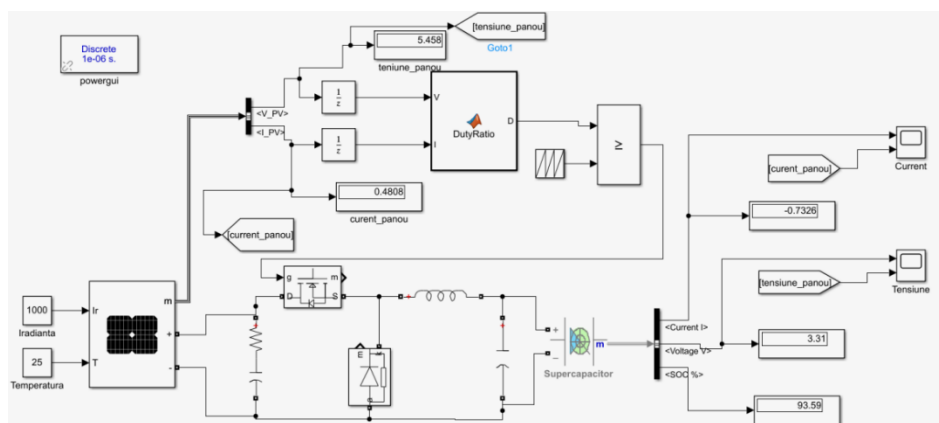 [tensiune_panou]
Goto1
5.458
teniune_panou
Discrete
1e-06 s.
powergui
<V_PV>
<I_PV>
1
z
1
z
V
I
DutyRatio
D
≥
0.4808
curent_panou
[current_panou]
[curent_panou]
Current
-0.7326
[tensiune_panou]
Tensiune
g
m
D
S
1000
Iradianta
25
Temperatura
Ir
T
m
+
-
E
+
-
m
Supercapacitor
<Current I>
<Voltage V>
<SOC %>
3.31
93.59